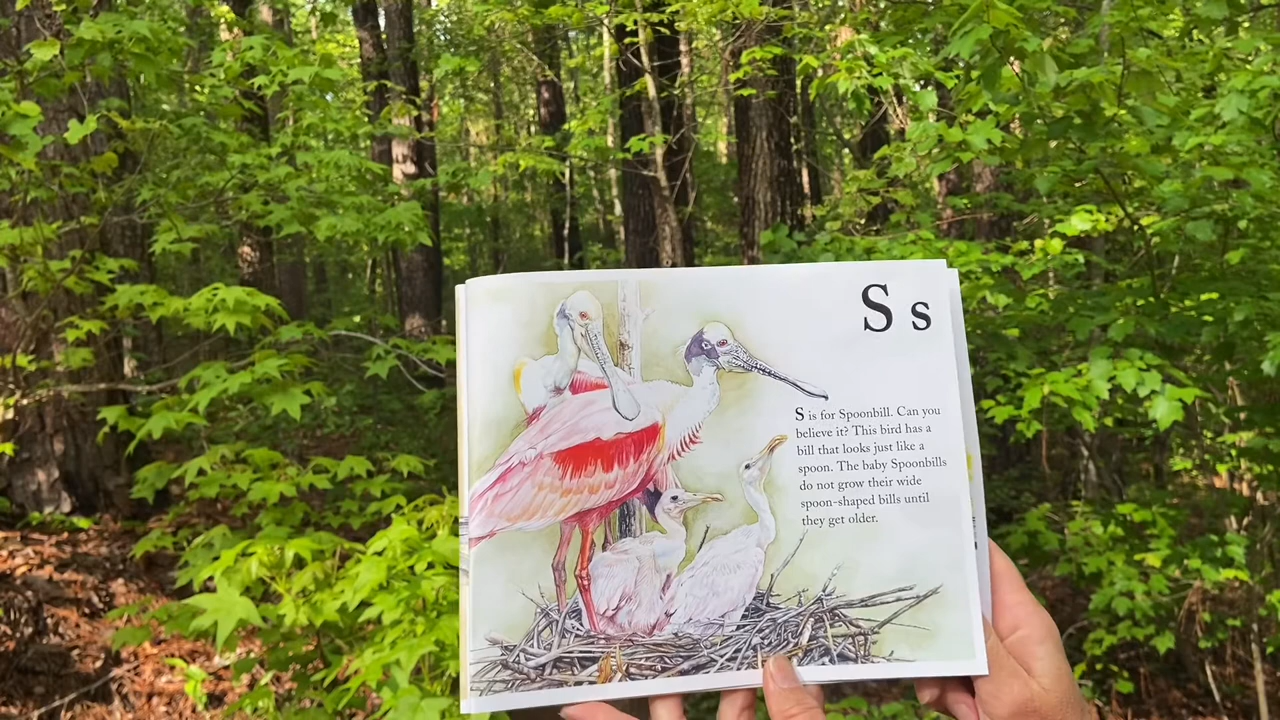 S s
S is for Spoonbill. Can you
believe it? This bird has a
bill that looks just like a
spoon. The baby Spoonbills
do not grow their wide
spoon-shaped bills until
they get older.